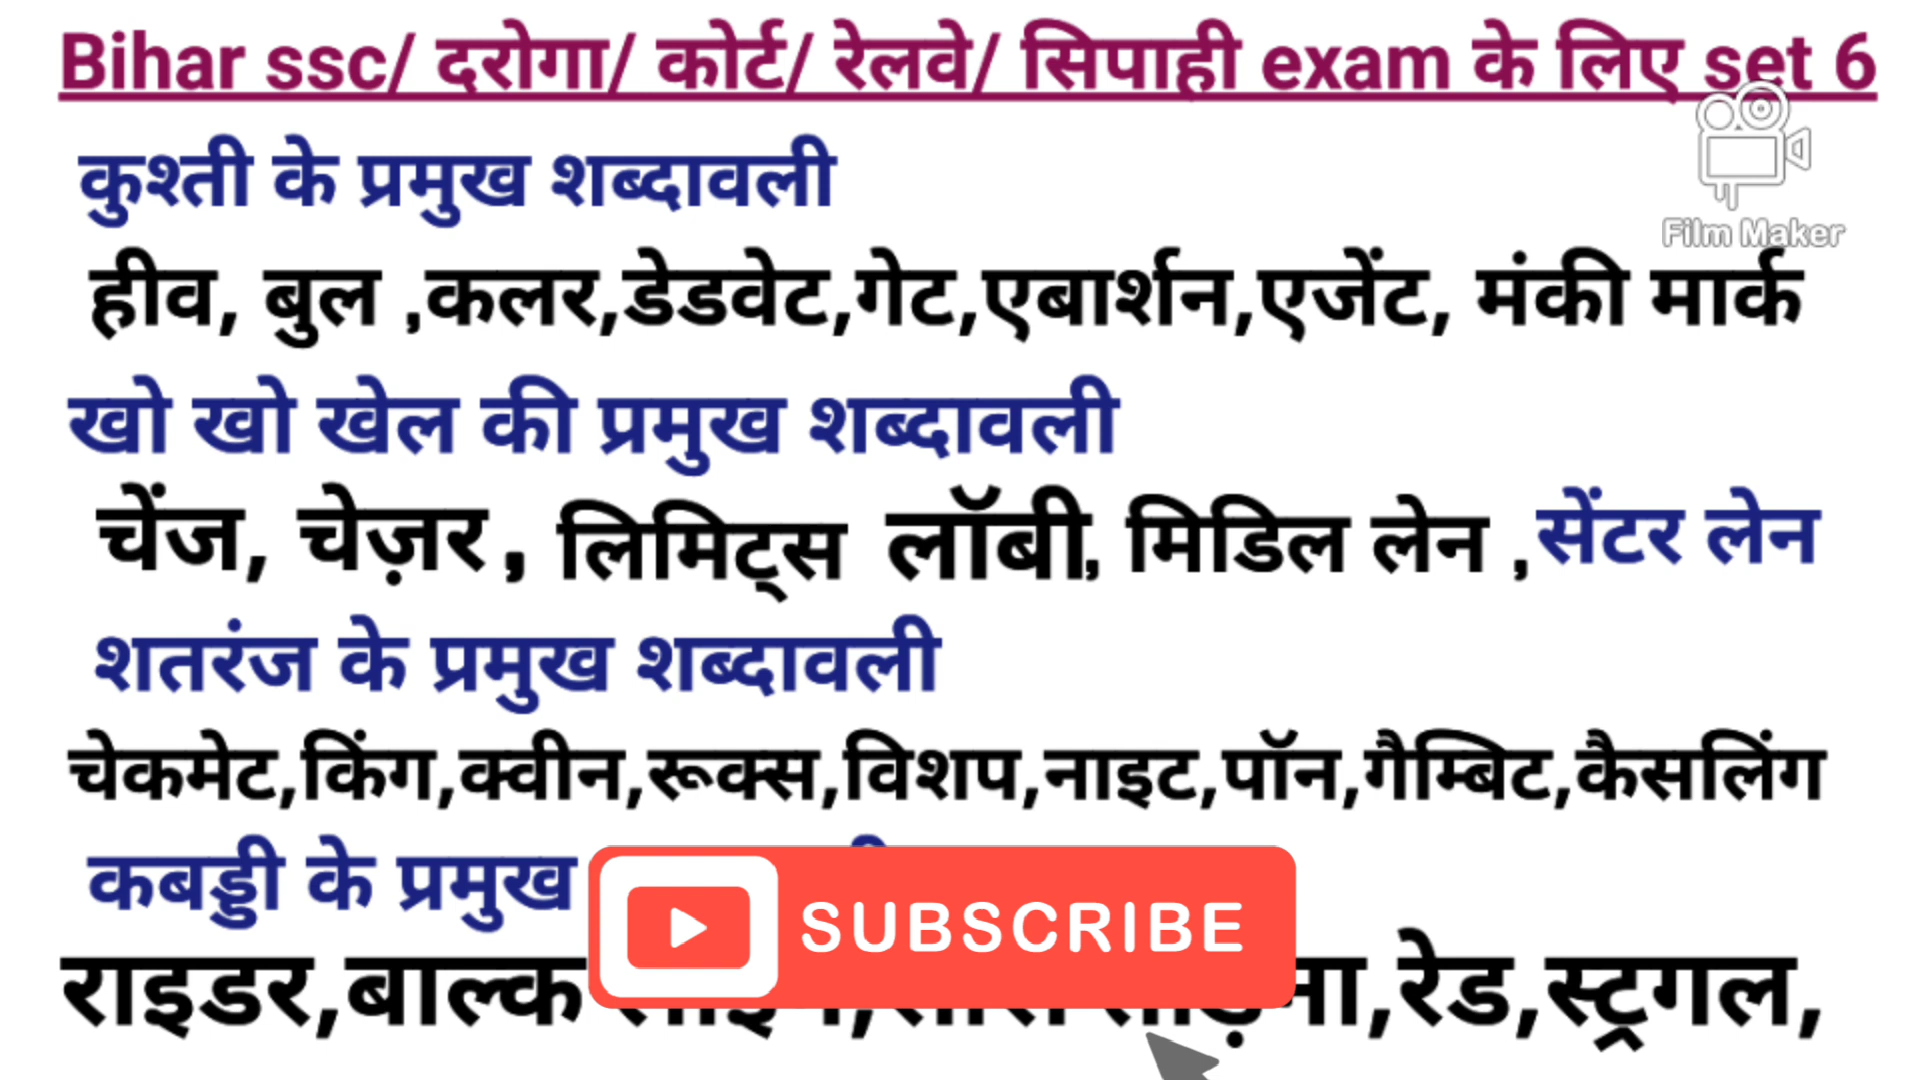 Bihar ssc/ दरोगा/ कोर्ट/ रेलवे/ सिपाही exam के लिए set 6
Film Maker
कुश्ती के प्रमुख शब्दावली
हीव, बुल ,कलर,डेडवेट,गेट,एबार्शन,एजेंट, मंकी मार्क
खो खो खेल की प्रमुख शब्दावली
चेंज, चेज़र, लिमिट्स लॉबी, मिडिल लेन ,सेंटर लेन
शतरंज के प्रमुख शब्दावली
चेकमेट,किंग,क्वीन,रूक्स,विशप,नाइट,पॉन,गैम्बिट,कैसलिंग
कबड्डी के प्रमुख
SUBSCRIBE
राइडर,बाल्क रेड,स्ट्रगल,